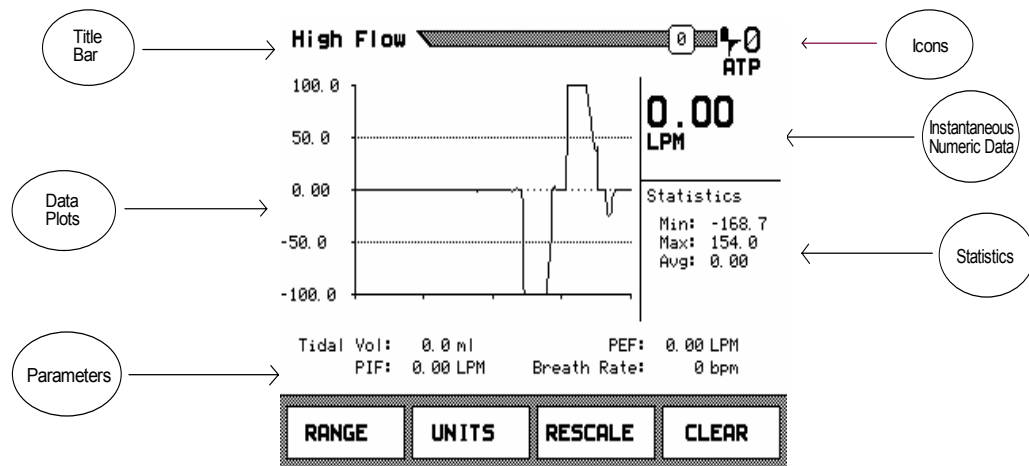 Title
Bar
High Flow
0
0
ATP
Icons
100.0
50.0
0.00
-50.0
-100.0
0.00
LPM
Instantaneous
Numeric Data
Data
Plots
Statistics
Min: -168.7
Max: 154.0
Avg: 0.00
Statistics
Parameters
Tidal Vol: 0.0 ml PEF: 0.00 LPM
PIF: 0.00 LPM Breath Rate: 0 bpm
RANGE UNITS RESCALE CLEAR